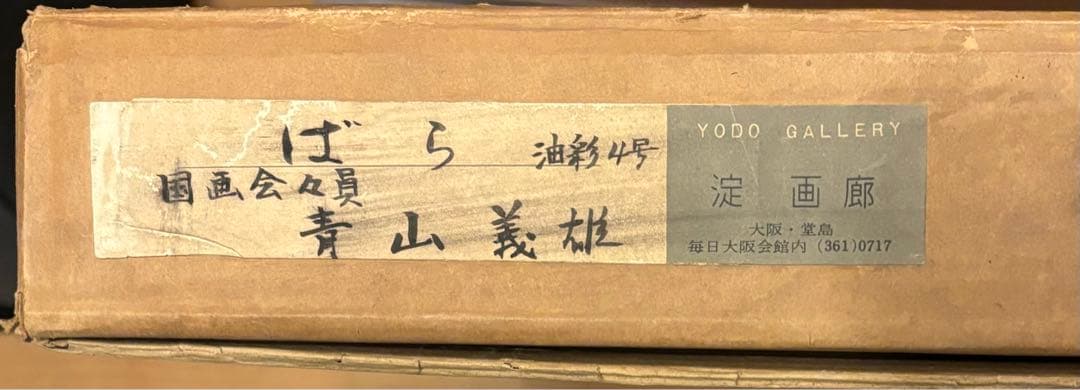 ばら 油彩4号
国画会々員
青山義雄
YODO GALLERY
淀画廊
大阪・堂島
毎日大阪会館内 (361)0717